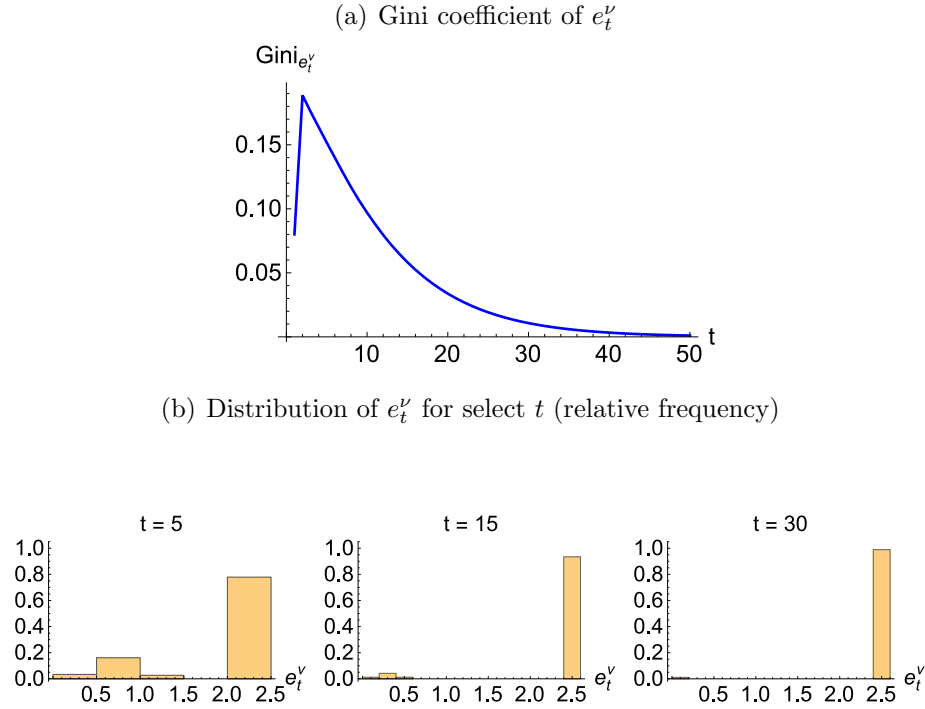 (a) Gini coefficient of e_t^ν
Gini_{e_t^ν}
0.15
0.10
0.05
10 20 30 40 50 t
(b) Distribution of e_t^ν for select t (relative frequency)
t = 5 t = 15 t = 30
1.0 1.0 1.0
0.8 0.8 0.8
0.6 0.6 0.6
0.4 0.4 0.4
0.2 0.2 0.2
0.0 0.0 0.0
0.5 1.0 1.5 2.0 2.5 e_t^ν 0.5 1.0 1.5 2.0 2.5 e_t^ν 0.5 1.0 1.5 2.0 2.5 e_t^ν